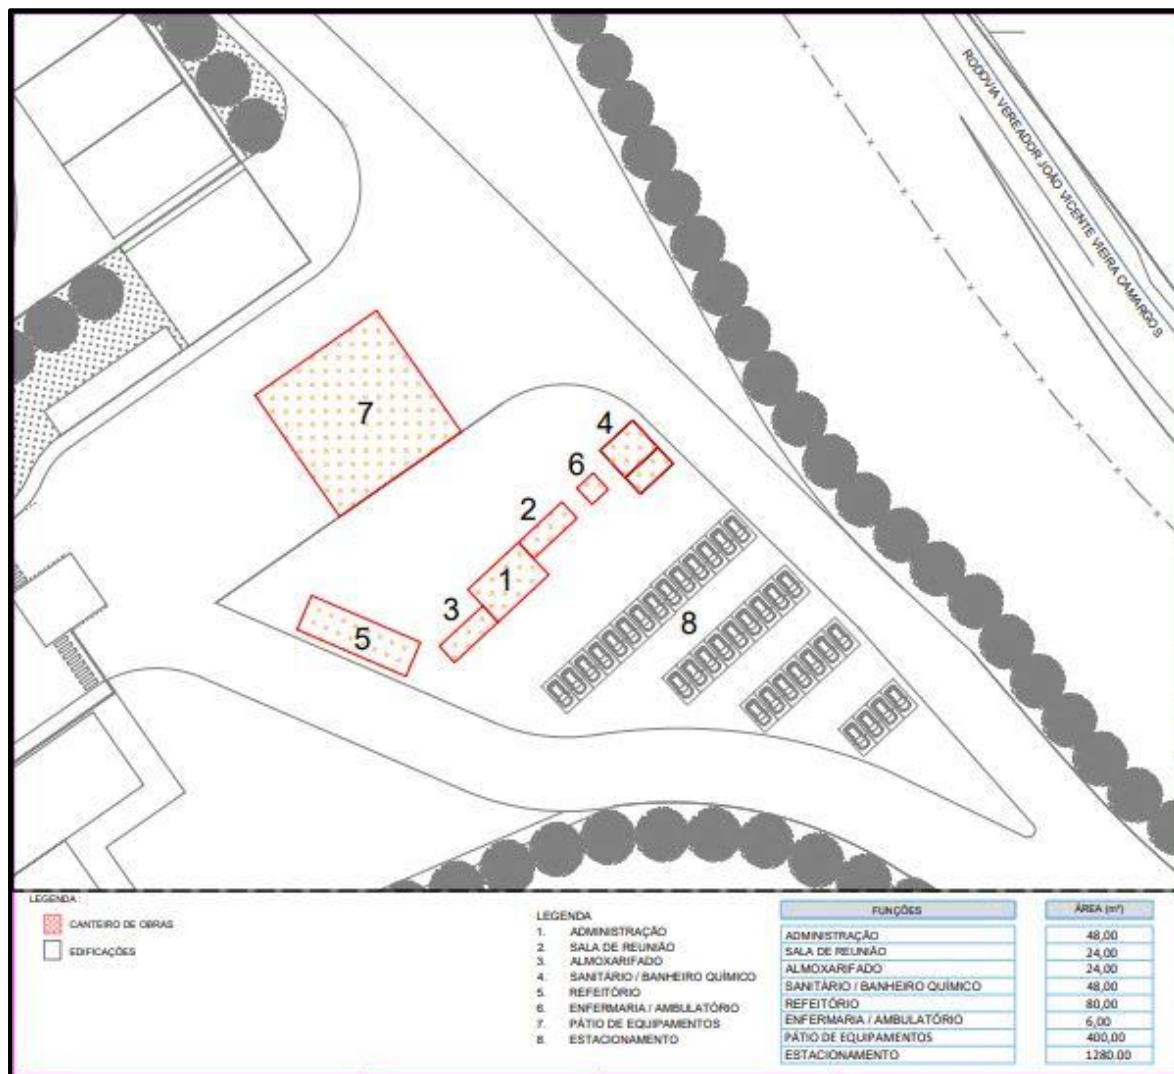 RODOVIA VEREADOR JOÃO VICENTE VIEIRA CAMARGOS
7
4
6
2
1
3
8
5
LEGENDA :
CANTEIRO DE OBRAS
EDIFICAÇÕES
LEGENDA
1. ADMINISTRAÇÃO
2. SALA DE REUNIÃO
3. ALMOXARIFADO
4. SANITÁRIO / BANHEIRO QUÍMICO
5. REFEITÓRIO
6. ENFERMARIA / AMBULATÓRIO
7. PÁTIO DE EQUIPAMENTOS
8. ESTACIONAMENTO
FUNÇÕES ÁREA (m²)
ADMINISTRAÇÃO 48,00
SALA DE REUNIÃO 24,00
ALMOXARIFADO 24,00
SANITÁRIO / BANHEIRO QUÍMICO 48,00
REFEITÓRIO 80,00
ENFERMARIA / AMBULATÓRIO 6,00
PÁTIO DE EQUIPAMENTOS 400,00
ESTACIONAMENTO 1280.00